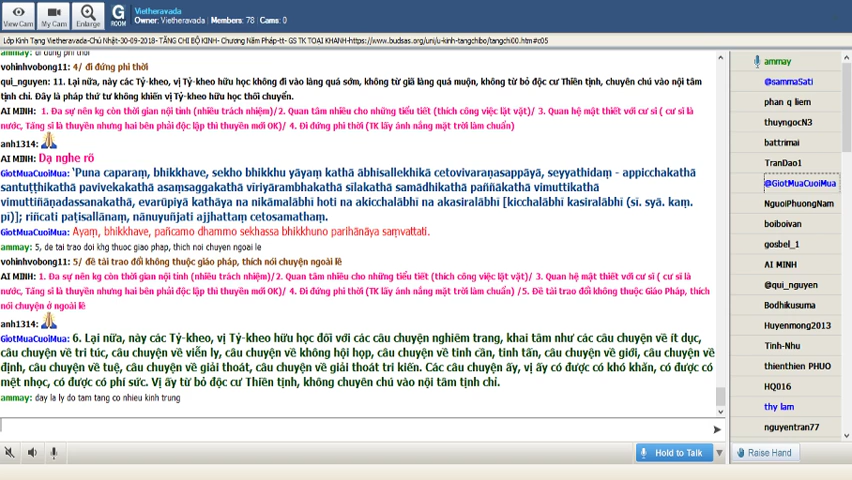 View Cam
My Cam
Enlarge
G
ROOM
Vietheravada
Owner: Vietheravada | Members: 78 | Cams: 0
Lớp Kinh Tạng Vietheravada-Chủ Nhật-30-09-2018- TĂNG CHI BỘ KINH- Chương Năm Pháp-tt- GS TK TOẠI KHANH-https://www.budsas.org/uni/u-kinh-tangchibo/tangchi00.htm#c05
ammay: di dung phi thoi
vohinhvobong11: 4/ đi đứng phi thời
qui_nguyen: 11. Lại nữa, này các Tỷ-kheo, vị Tỷ-kheo hữu học không đi vào làng quá sớm, không từ giã làng quá muộn, không từ bỏ độc cư Thiền tịnh, chuyên chú vào nội tâm
tịnh chỉ. Đây là pháp thứ tư không khiến vị Tỷ-kheo hữu học thối chuyển.
AI MINH: 1. Đa sự nên kg còn thời gian nội tỉnh (nhiều trách nhiệm)/2. Quan tâm nhiều cho những tiểu tiết (thích công việc lặt vặt)/ 3. Quan hệ mật thiết với cư sĩ ( cư sĩ là
nước, Tăng sĩ là thuyền nhưng hai bên phải độc lập thì thuyền mới OK)/ 4. Đi đứng phi thời (TK lấy ánh nắng mặt trời làm chuẩn)
anh1314:
AI MINH: Dạ nghe rõ
GiotMuaCuoiMua: ‘Puna caparaṃ, bhikkhave, sekho bhikkhu yāyaṃ kathā ābhisallekhikā cetovivaraṇasappāyā, seyyathidaṃ - appicchakathā
santuṭṭhikathā pavivekakathā asaṃsaggakathā vīriyārambhakathā sīlakathā samādhikathā paññākathā vimuttikathā
vimuttiñāṇadassanakathā, evarūpiyā kathāya na nikāmalābhī hoti na akicchalābhī na akasiralābhī [kicchalābhī kasiralābhī (sī. syā. kaṃ.
pī)]; riñcati paṭisallānaṃ, nānuyuñjati ajjhattaṃ cetosamathaṃ.
GiotMuaCuoiMua: Ayaṃ, bhikkhave, pañcamo dhammo sekhassa bhikkhuno parihānāya saṃvattati.
ammay: 5, de tài trao doi khg thuoc giao phap, thich noi chuyen ngoai le
vohinhvobong11: 5/ đề tài trao đổi không thuộc giáo pháp, thích nói chuyện ngoài lề
AI MINH: 1. Đa sự nên kg còn thời gian nội tỉnh (nhiều trách nhiệm)/2. Quan tâm nhiều cho những tiểu tiết (thích công việc lặt vặt)/ 3. Quan hệ mật thiết với cư sĩ ( cư sĩ là
nước, Tăng sĩ là thuyền nhưng hai bên phải độc lập thì thuyền mới OK)/ 4. Đi đứng phi thời (TK lấy ánh nắng mặt trời làm chuẩn) /5. Đề tài trao đổi không thuộc Giáo Pháp, thích
nói chuyện ở ngoài lề
anh1314:
GiotMuaCuoiMua: 6. Lại nữa, này các Tỷ-kheo, vị Tỷ-kheo hữu học đối với các câu chuyện nghiêm trang, khai tâm như các câu chuyện về ít dục,
câu chuyện về tri túc, câu chuyện về viễn ly, câu chuyện về không hội họp, câu chuyện về tinh cần, tinh tấn, câu chuyện về giới, câu chuyện về
định, câu chuyện về tuệ, câu chuyện về giải thoát, câu chuyện về giải thoát tri kiến. Các câu chuyện ấy, vị ấy có được có khó khăn, có được có
mệt nhọc, có được có phí sức. Vị ấy từ bỏ độc cư Thiền tịnh, không chuyên chú vào nội tâm tịnh chỉ.
ammay: day la ly do tam tang co nhieu kinh trung
ammay
@sammaSati
phan q liem
thuyngocN3
battrimai
TranDao1
@GiotMuaCuoiMua
NguoiPhuongNam
boiboivan
gosbel_1
AI MINH
@qui_nguyen
Bodhikusuma
Huyenmong2013
Tinh-Nhu
thienthien PHUO
HQ016
thy lam
nguyentran77
Hold to Talk
Raise Hand